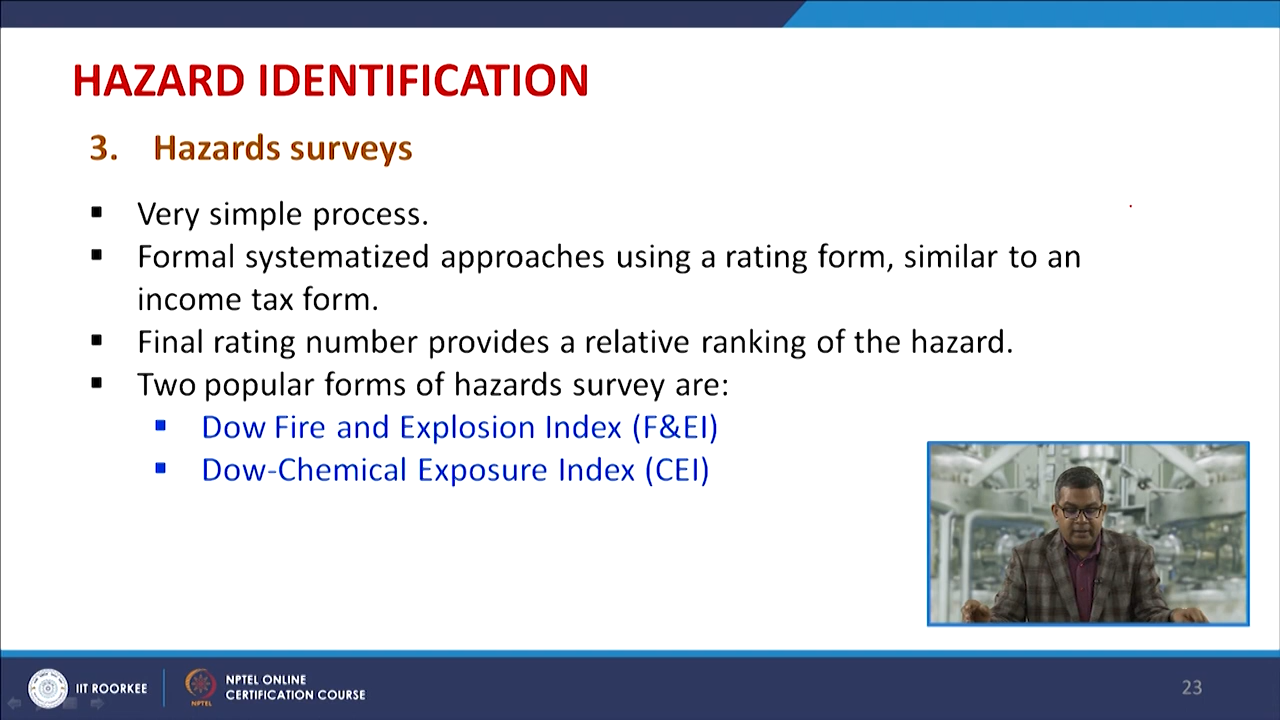 HAZARD IDENTIFICATION
3. Hazards surveys
▪ Very simple process.
▪ Formal systematized approaches using a rating form, similar to an
income tax form.
▪ Final rating number provides a relative ranking of the hazard.
▪ Two popular forms of hazards survey are:
▪ Dow Fire and Explosion Index (F&EI)
▪ Dow-Chemical Exposure Index (CEI)
IIT ROORKEE
NPTEL
NPTEL ONLINE
CERTIFICATION COURSE
23